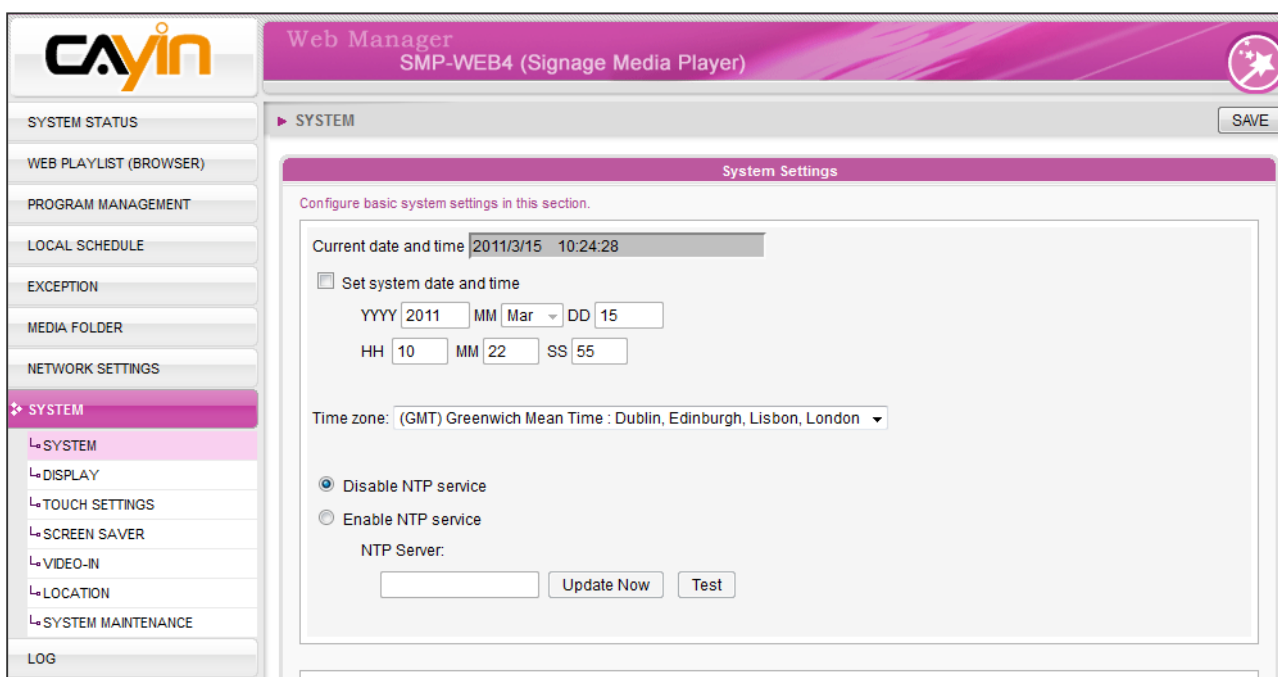 CAYIN
Web Manager
SMP-WEB4 (Signage Media Player)
SYSTEM STATUS
WEB PLAYLIST (BROWSER)
PROGRAM MANAGEMENT
LOCAL SCHEDULE
EXCEPTION
MEDIA FOLDER
NETWORK SETTINGS
SYSTEM
SYSTEM
DISPLAY
TOUCH SETTINGS
SCREEN SAVER
VIDEO-IN
LOCATION
SYSTEM MAINTENANCE
LOG
SYSTEM SAVE
System Settings
Configure basic system settings in this section.
Current date and time 2011/3/15 10:24:28
Set system date and time
YYYY 2011 MM Mar DD 15
HH 10 MM 22 SS 55
Time zone: (GMT) Greenwich Mean Time : Dublin, Edinburgh, Lisbon, London
Disable NTP service
Enable NTP service
NTP Server:
Update Now Test